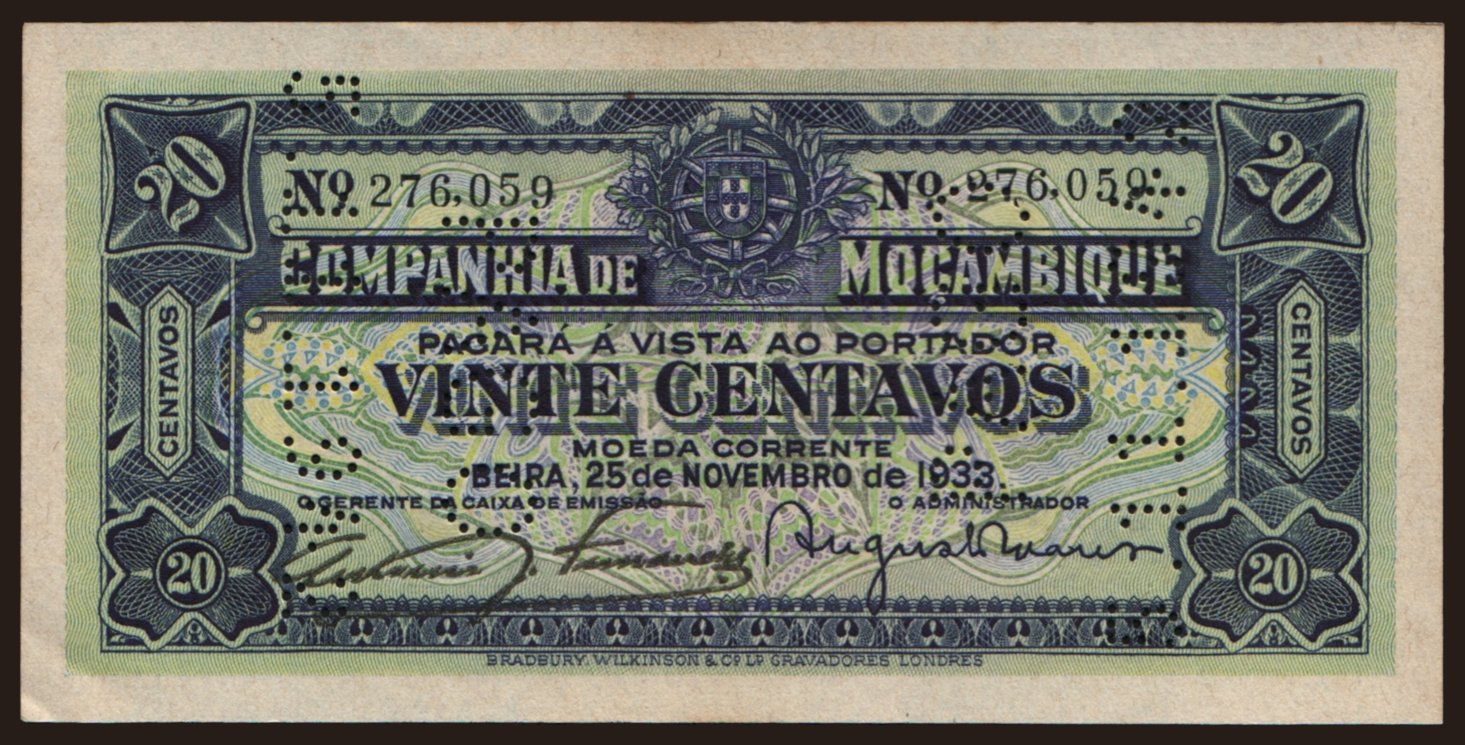 20 20
Nº 276,059 Nº 276,059
COMPANHIA DE MOÇAMBIQUE
CENTAVOS CENTAVOS
PAGARÁ Á VISTA AO PORTADOR
VINTE CENTAVOS
MOEDA CORRENTE
BEIRA, 25 de NOVEMBRO de 1933.
O GERENTE DA CAIXA DE EMISSÃO O ADMINISTRADOR
20 20
BRADBURY, WILKINSON & Cº Lᴰ GRAVADORES LONDRES